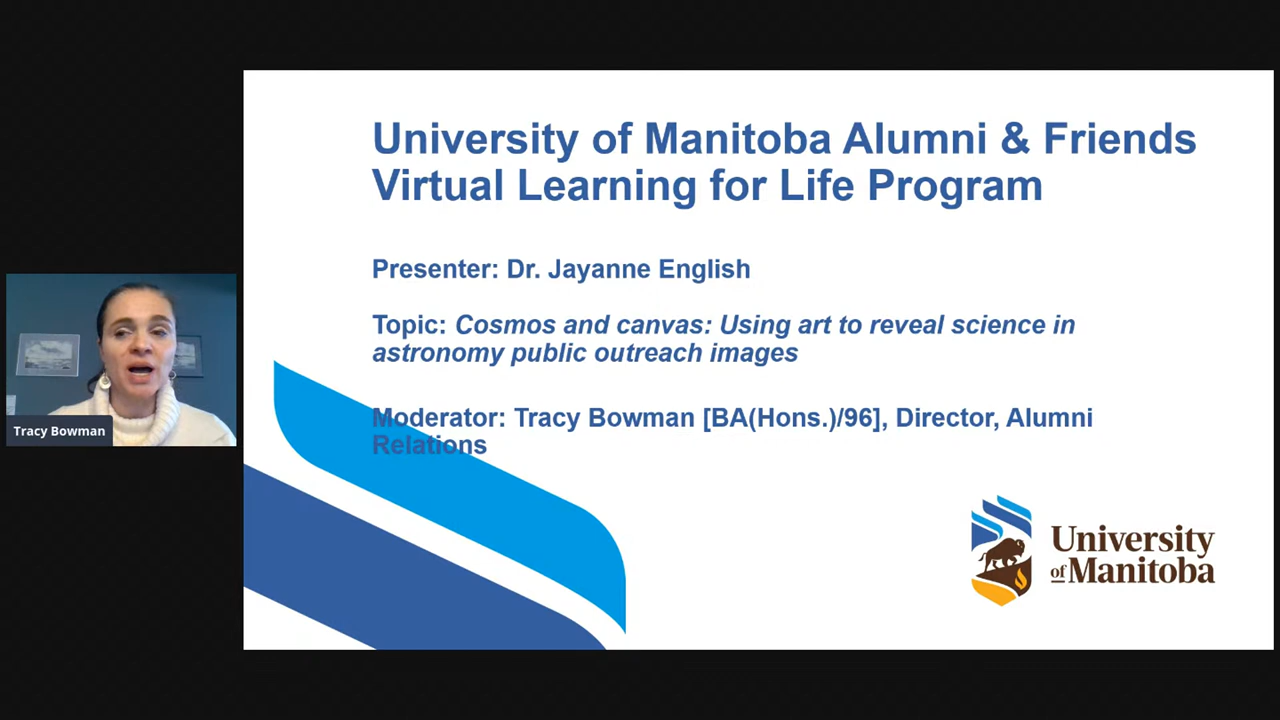 University of Manitoba Alumni & Friends
Virtual Learning for Life Program
Presenter: Dr. Jayanne English
Topic: Cosmos and canvas: Using art to reveal science in
astronomy public outreach images
Moderator: Tracy Bowman [BA(Hons.)/96], Director, Alumni
Relations
Tracy Bowman
University
of Manitoba